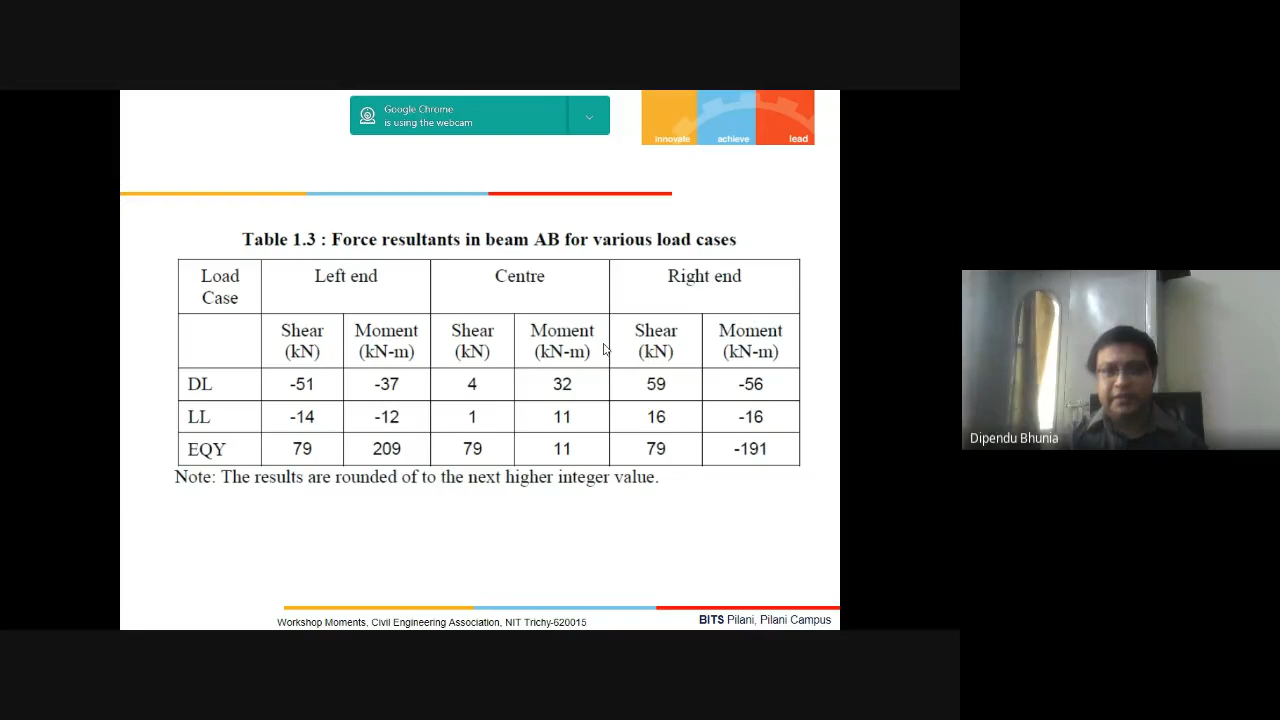 Google Chrome
is using the webcam
innovate achieve lead
Table 1.3 : Force resultants in beam AB for various load cases
Load Case Left end Centre Right end
Shear (kN) Moment (kN-m) Shear (kN) Moment (kN-m) Shear (kN) Moment (kN-m)
DL -51 -37 4 32 59 -56
LL -14 -12 1 11 16 -16
EQY 79 209 79 11 79 -191
Note: The results are rounded of to the next higher integer value.
Dipendu Bhunia
Workshop Moments, Civil Engineering Association, NIT Trichy-620015
BITS Pilani, Pilani Campus